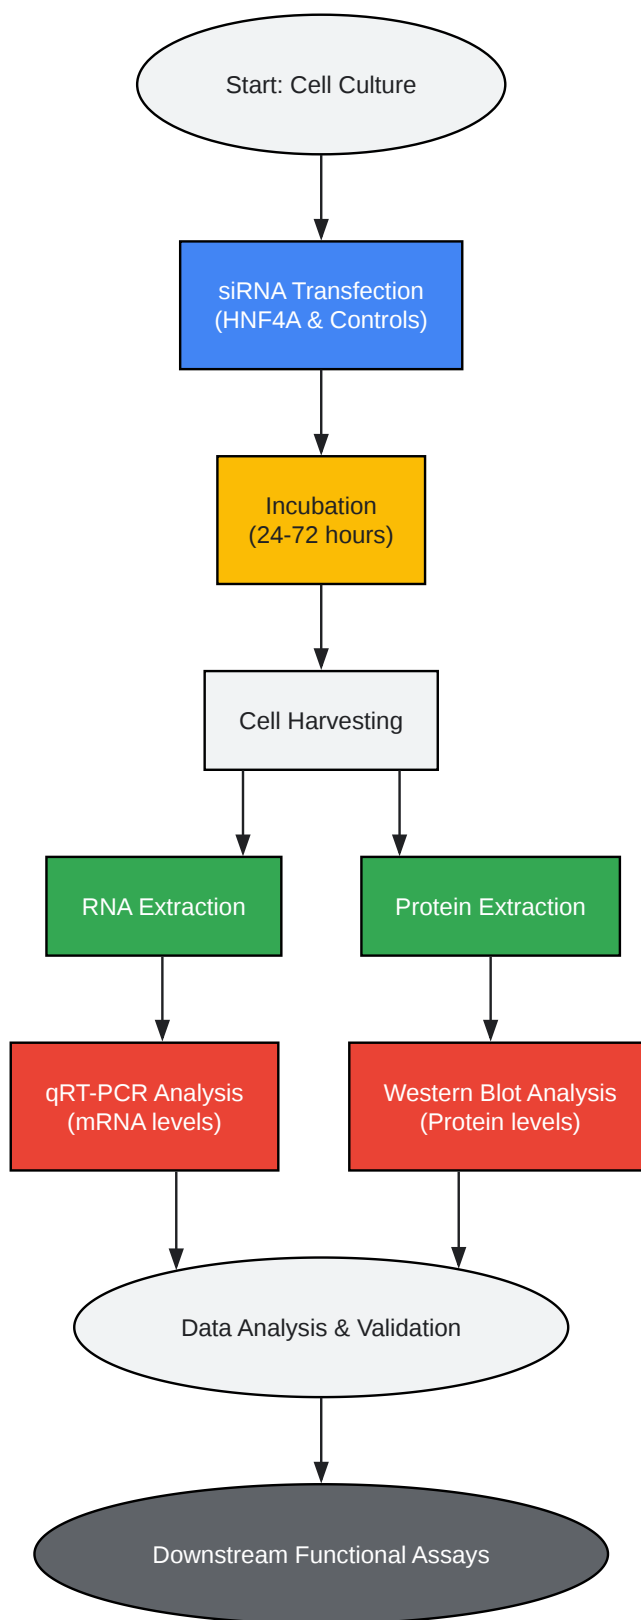 Start: Cell Culture
siRNA Transfection
(HNF4A & Controls)
Incubation
(24-72 hours)
Cell Harvesting
RNA Extraction
Protein Extraction
qRT-PCR Analysis
(mRNA levels)
Western Blot Analysis
(Protein levels)
Data Analysis & Validation
Downstream Functional Assays